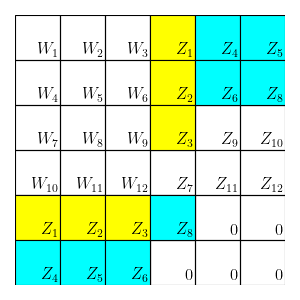 W₁ W₂ W₃ Z₁ Z₄ Z₅
W₄ W₅ W₆ Z₂ Z₆ Z₈
W₇ W₈ W₉ Z₃ Z₉ Z₁₀
W₁₀ W₁₁ W₁₂ Z₇ Z₁₁ Z₁₂
Z₁ Z₂ Z₃ Z₈ 0 0
Z₄ Z₅ Z₆ 0 0 0